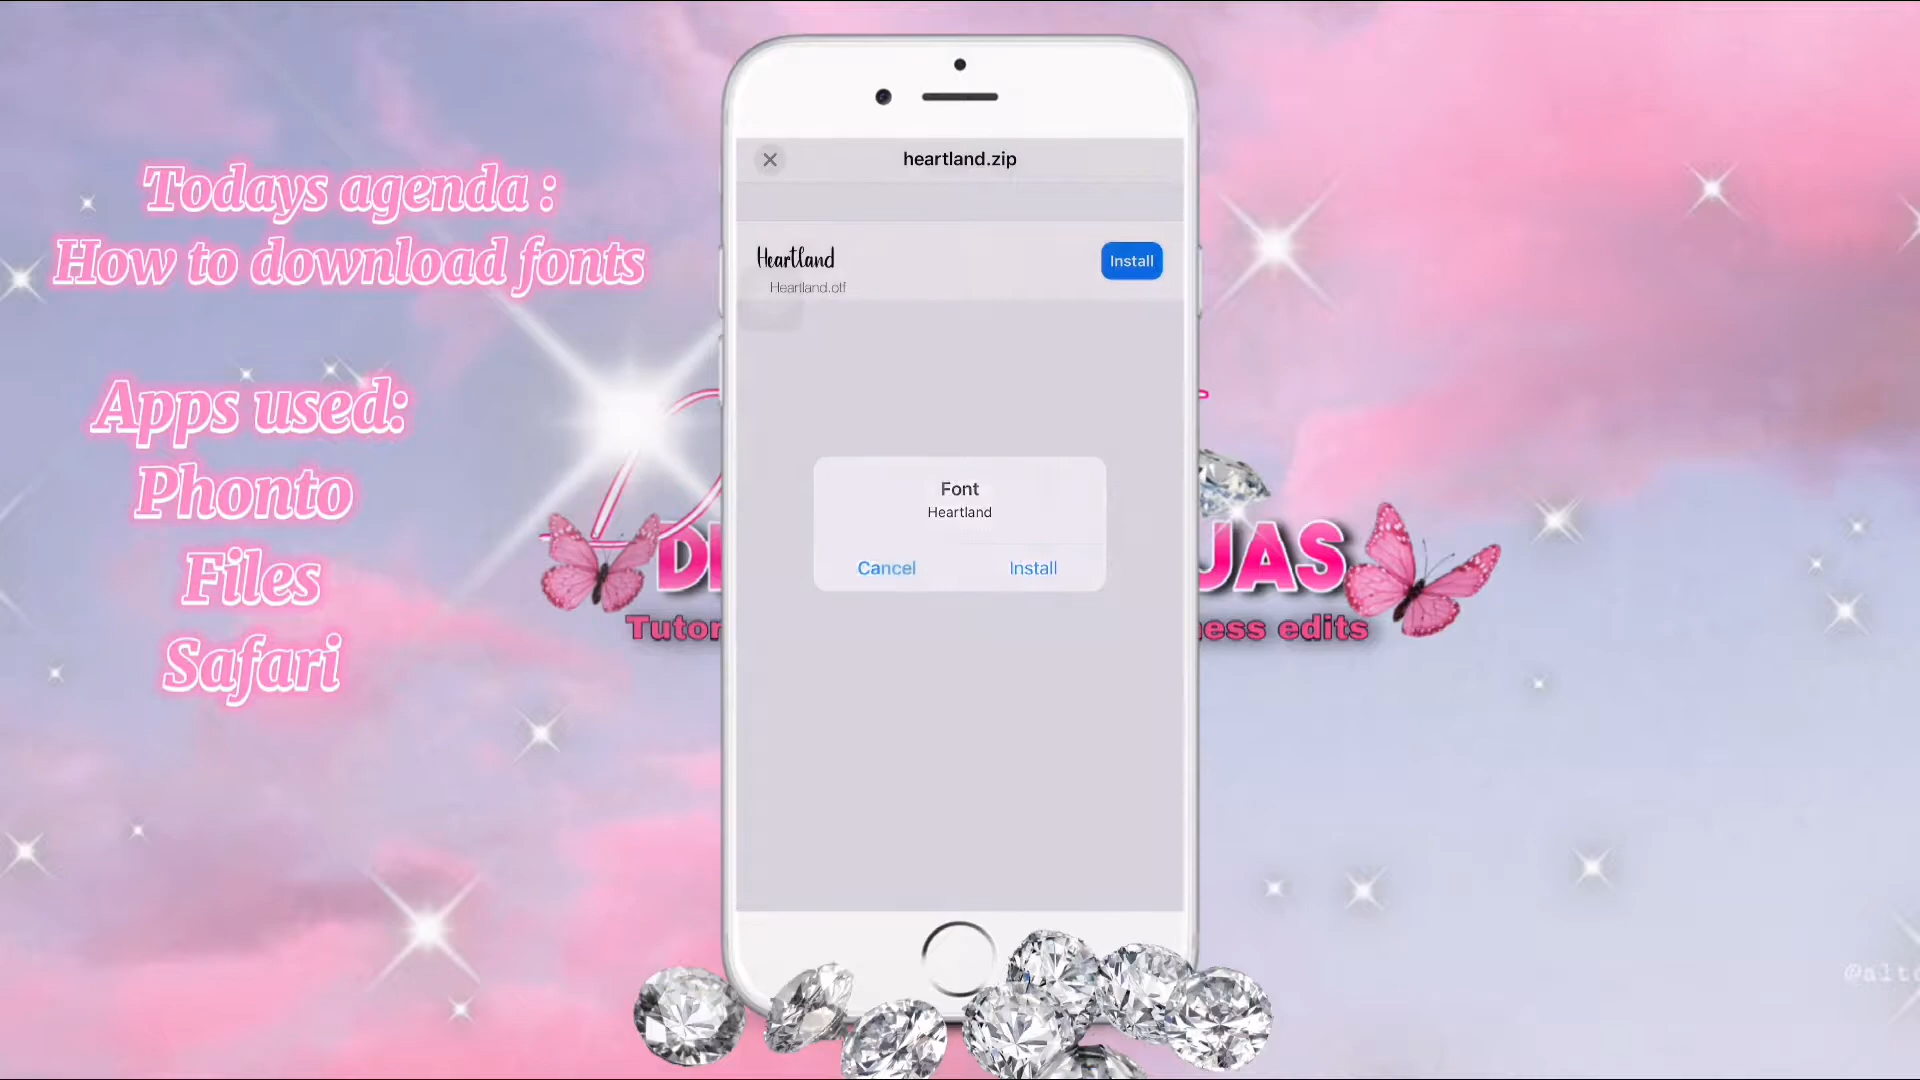 Todays agenda :
How to download fonts
Apps used:
Phonto
Files
Safari
heartland.zip
Heartland
Install
Heartland.otf
Font
Heartland
Cancel
Install